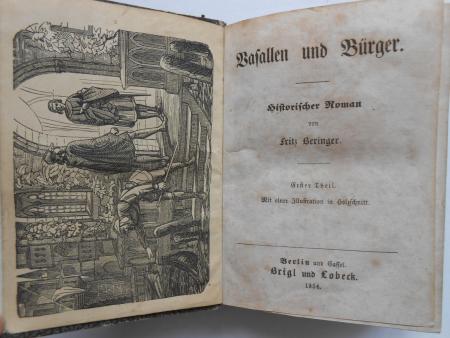 Vasallen und Bürger.
Historischer Roman
von
Fritz Beringer.
Erster Theil.
Mit einer Illustration in Holzschnitt.
Berlin und Cassel.
Brigl und Lobeck.
1854.